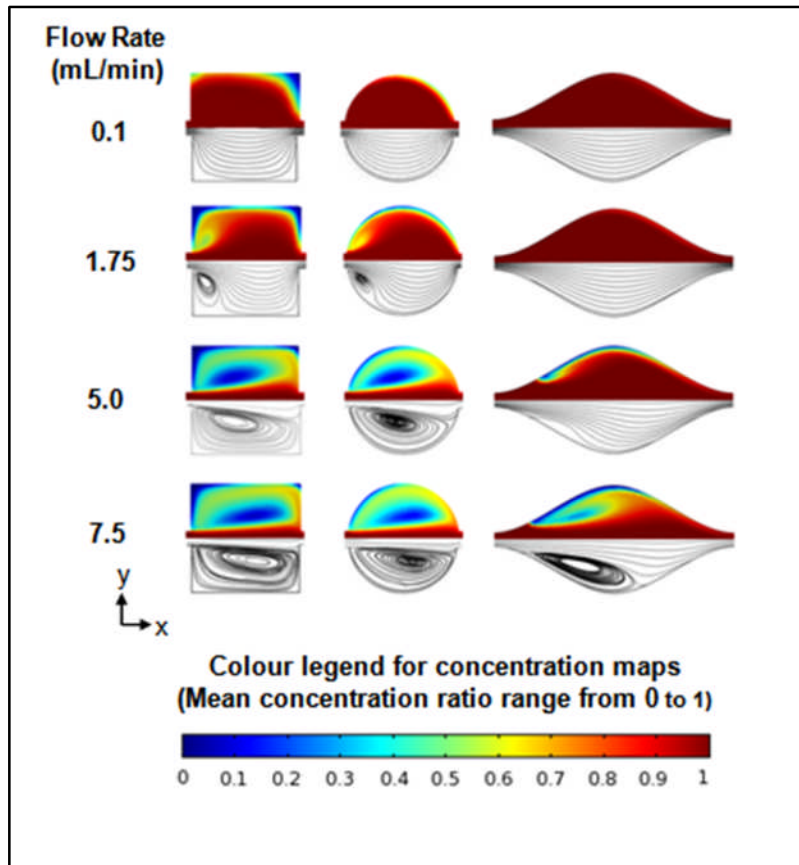 Flow Rate
(mL/min)
0.1
1.75
5.0
7.5
y
x
Colour legend for concentration maps
(Mean concentration ratio range from 0 to 1)
0 0.1 0.2 0.3 0.4 0.5 0.6 0.7 0.8 0.9 1